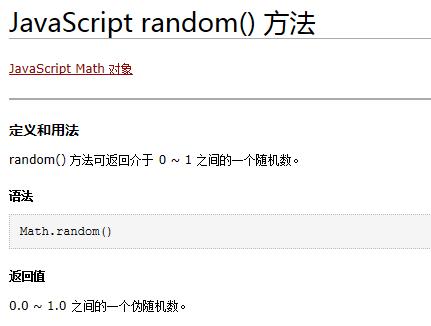 JavaScript random() 方法
JavaScript Math 对象
定义和用法
random() 方法可返回介于 0 ~ 1 之间的一个随机数。
语法
Math.random()
返回值
0.0 ~ 1.0 之间的一个伪随机数。